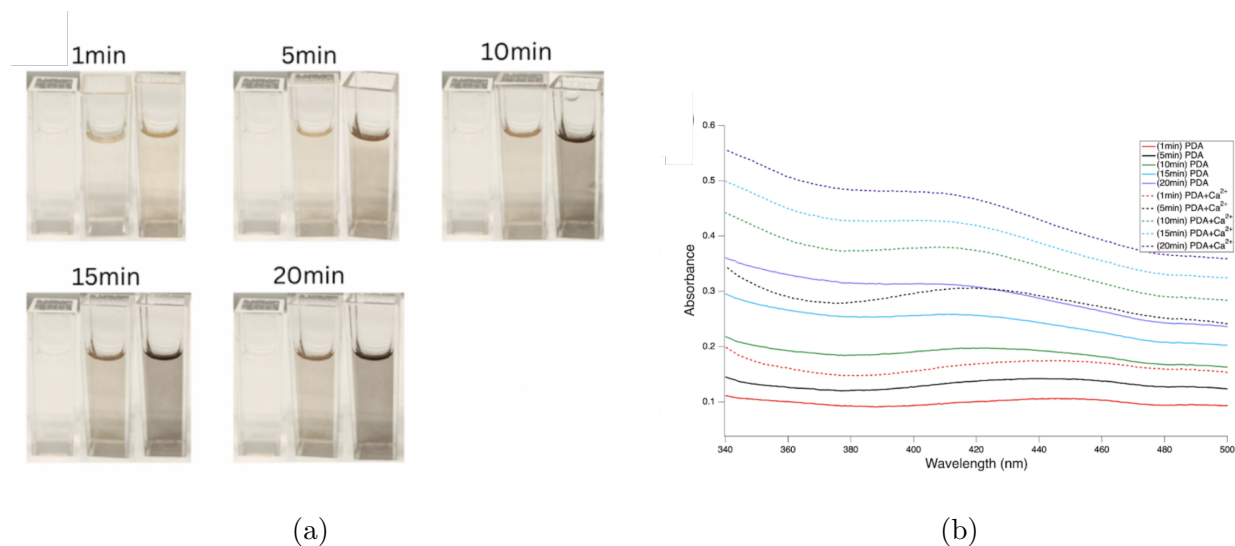 1min
5min
10min
15min
20min
(a)
0.6
0.5
0.4
0.3
0.2
0.1
Absorbance
340
360
380
400
420
440
460
480
500
Wavelength (nm)
(1min) PDA
(5min) PDA
(10min) PDA
(15min) PDA
(20min) PDA
(1min) PDA+Ca²⁺
(5min) PDA+Ca²⁺
(10min) PDA+Ca²⁺
(15min) PDA+Ca²⁺
(20min) PDA+Ca²⁺
(b)